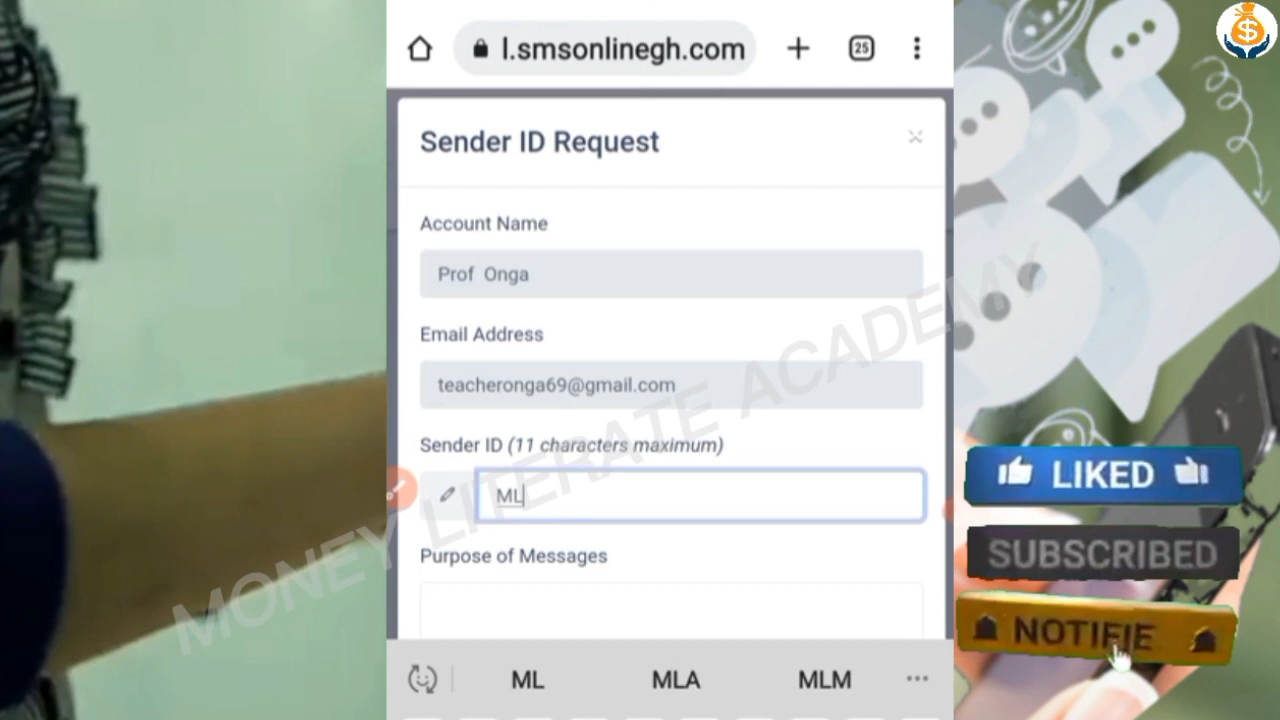 l.smsonlinegh.com
25
Sender ID Request
Account Name
Prof Onga
Email Address
teacheronga69@gmail.com
Sender ID (11 characters maximum)
ML
Purpose of Messages
ML MLA MLM
MONEY LITERATE ACADEMY
$
LIKED
SUBSCRIBED
NOTIFIE